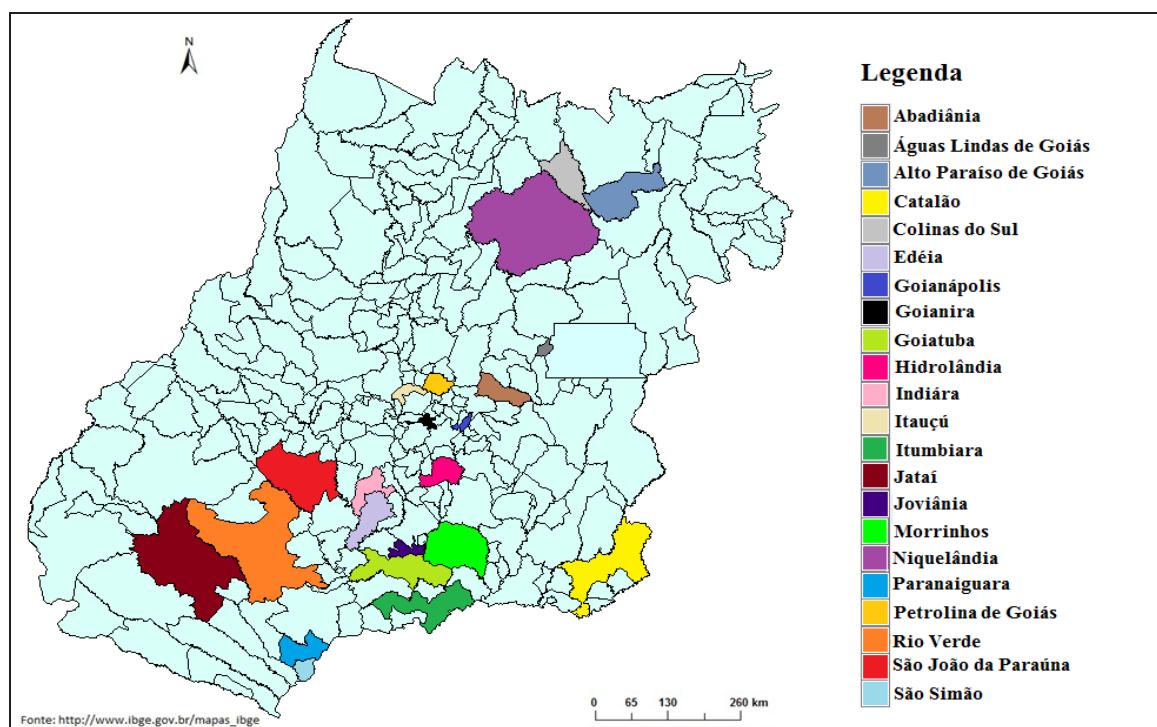 N
Legenda
Abadiânia
Águas Lindas de Goiás
Alto Paraíso de Goiás
Catalão
Colinas do Sul
Edéia
Goianápolis
Goianira
Goiatuba
Hidrolândia
Indiára
Itauçú
Itumbiara
Jataí
Joviânia
Morrinhos
Niquelândia
Paranaiguara
Petrolina de Goiás
Rio Verde
São João da Paraúna
São Simão
0 65 130 260 km
Fonte: http://www.ibge.gov.br/mapas_ibge